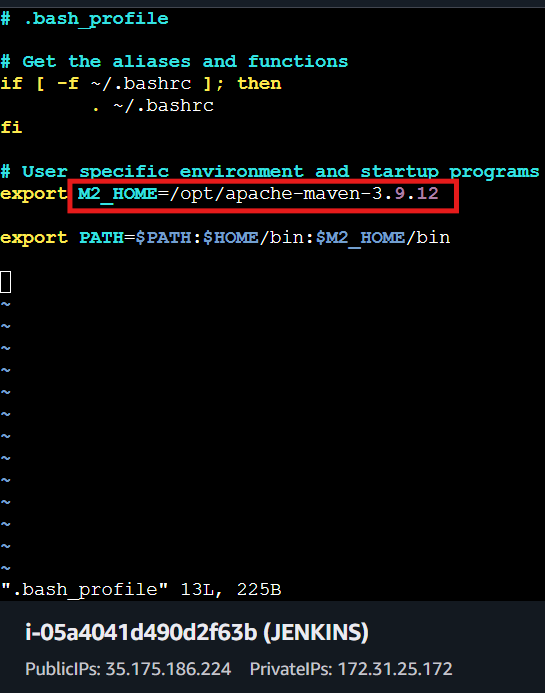 # .bash_profile
# Get the aliases and functions
if [ -f ~/.bashrc ]; then
. ~/.bashrc
fi
# User specific environment and startup programs
export M2_HOME=/opt/apache-maven-3.9.12
export PATH=$PATH:$HOME/bin:$M2_HOME/bin
~
~
~
~
~
~
~
~
~
~
~
~
~
".bash_profile" 13L, 225B
i-05a4041d490d2f63b (JENKINS)
PublicIPs: 35.175.186.224 PrivateIPs: 172.31.25.172